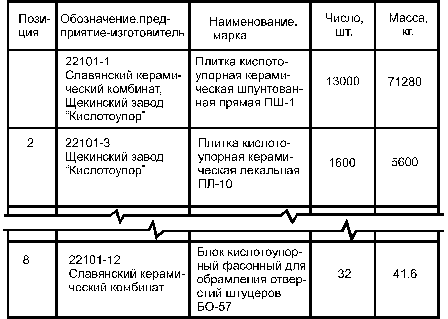 Пози-
ция
Обозначение.пред-
приятие-изготовитель
Наименование.
марка
Число,
шт.
Масса,
кг.
22101-1
Славянский керами-
ческий комбинат,
Щекинский завод
"Кислотоупор"
Плитка кислото-
упорная керами-
ческая шпунтован-
ная прямая ПШ-1
13000
71280
2
22101-3
Щекинский завод
"Кислотоупор"
Плитка кислото-
упорная керами-
ческая лекальная
ПЛ-10
1600
5600
8
22101-12
Славянский керами-
ческий комбинат
Блок кислотоупор-
ный фасонный для
обрамления отвер-
стий штуцеров
БО-57
32
41.6